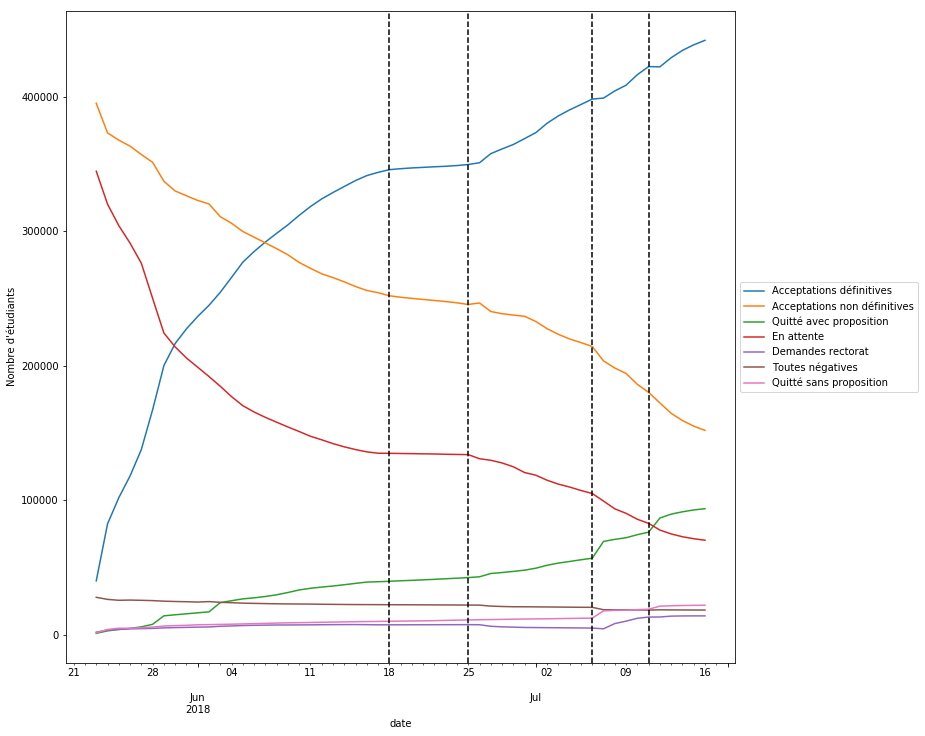 400000
300000
200000
100000
0
Nombre d'étudiants
21 28 04 11 18 25 02 09 16
Jun Jul
2018
date
Acceptations définitives
Acceptations non définitives
Quitté avec proposition
En attente
Demandes rectorat
Toutes négatives
Quitté sans proposition